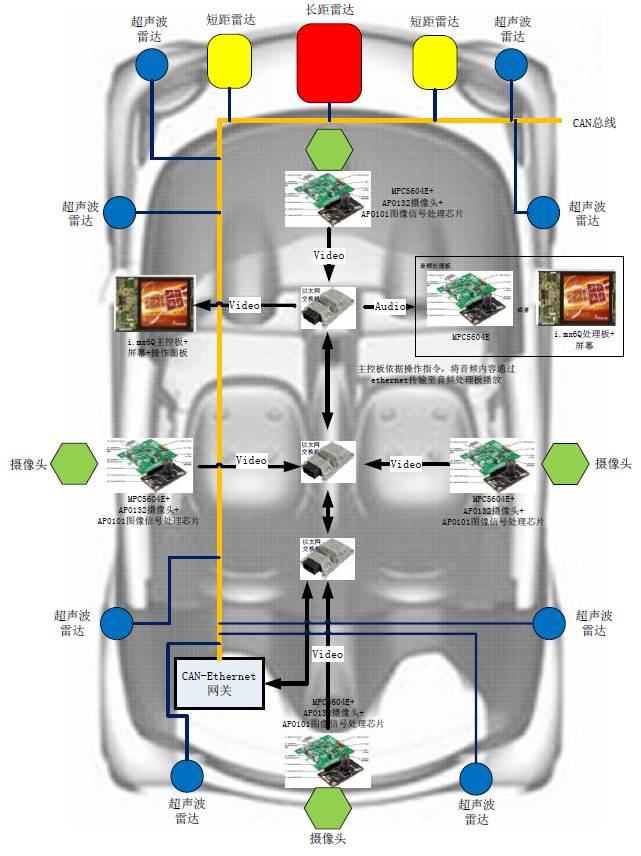 长距雷达
超声波
雷达
短距雷达
短距雷达
超声波
雷达
CAN总线
MPC5604E+
AP0132摄像头+
AP0101图像信号处理芯片
超声波
雷达
超声波
雷达
Video
音频处理板
以太网
交换机
Video
Audio
或者
i.mx6Q主控板+
屏幕+操作面板
MPC5604E
i.mx6Q处理板+
屏幕
主控板依据操作指令，将音频内容通过
ethernet传输至音频处理板播放
以太网
交换机
摄像头
Video
Video
摄像头
MPC5604E+
AP0132摄像头+
AP0101图像信号处理芯片
MPC5604E+
AP0132摄像头+
AP0101图像信号处理芯片
以太网
交换机
超声波
雷达
超声波
雷达
Video
CAN-Ethernet
网关
MPC5604E+
AP0132摄像头+
AP0101图像信号处理芯片
超声波
雷达
超声波
雷达
摄像头